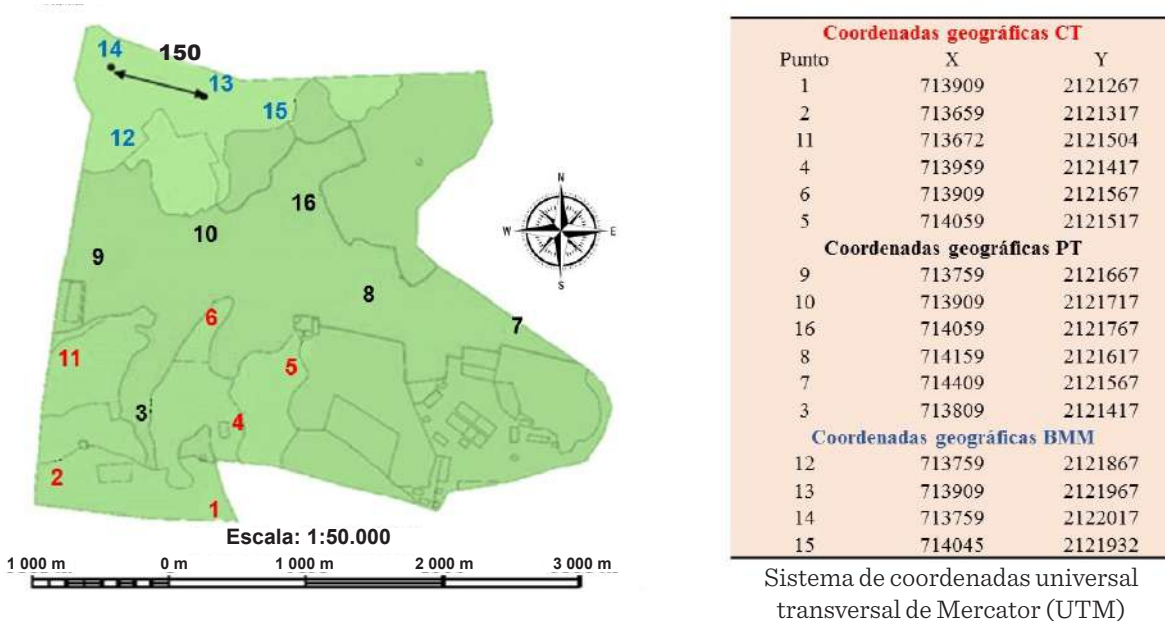 14
150
13
15
12
16
10
9
8
7
6
11
5
3
4
2
1
N
W
E
S
Escala: 1:50.000
1 000 m 0 m 1 000 m 2 000 m 3 000 m
Coordenadas geográficas CT
Punto X Y
1 713909 2121267
2 713659 2121317
11 713672 2121504
4 713959 2121417
6 713909 2121567
5 714059 2121517
Coordenadas geográficas PT
9 713759 2121667
10 713909 2121717
16 714059 2121767
8 714159 2121617
7 714409 2121567
3 713809 2121417
Coordenadas geográficas BMM
12 713759 2121867
13 713909 2121967
14 713759 2122017
15 714045 2121932
Sistema de coordenadas universal
transversal de Mercator (UTM)